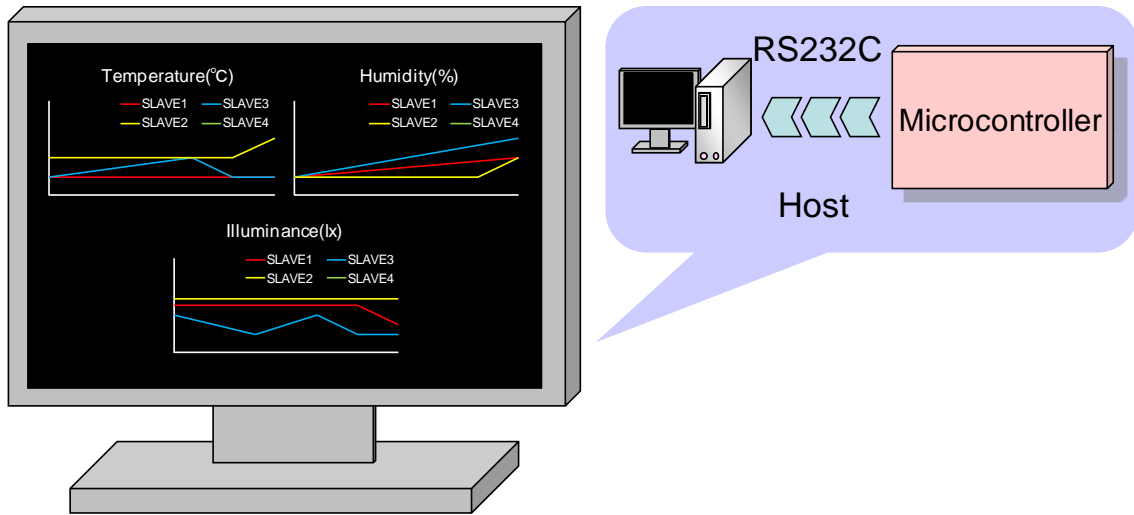 Temperature(°C)
SLAVE1 SLAVE3
SLAVE2 SLAVE4
Humidity(%)
SLAVE1 SLAVE3
SLAVE2 SLAVE4
Illuminance(lx)
SLAVE1 SLAVE3
SLAVE2 SLAVE4
RS232C
Microcontroller
Host